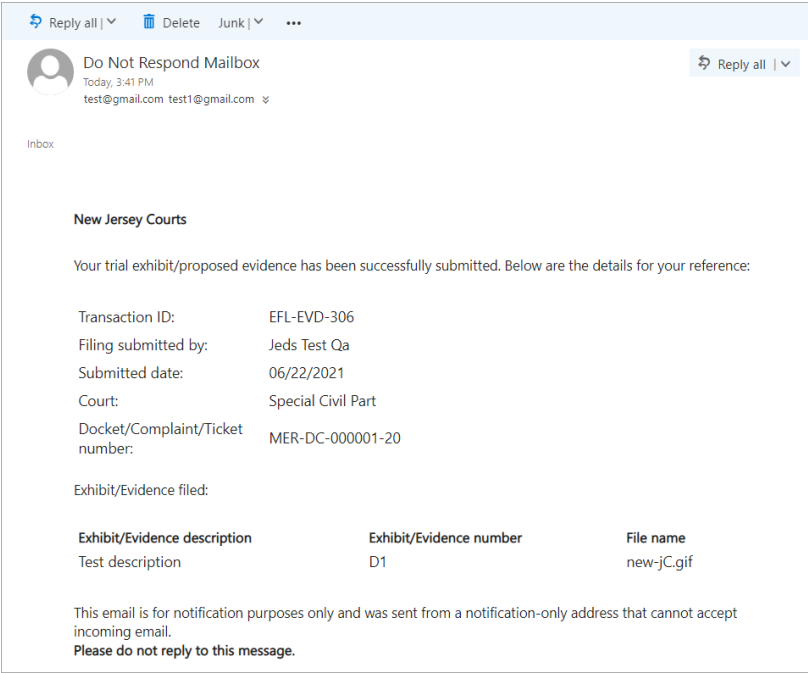 Reply all | Delete Junk | •••
Do Not Respond Mailbox
Reply all |
Today, 3:41 PM
test@gmail.com test1@gmail.com
Inbox
New Jersey Courts
Your trial exhibit/proposed evidence has been successfully submitted. Below are the details for your reference:
Transaction ID: EFL-EVD-306
Filing submitted by: Jeds Test Qa
Submitted date: 06/22/2021
Court: Special Civil Part
Docket/Complaint/Ticket
number: MER-DC-000001-20
Exhibit/Evidence filed:
Exhibit/Evidence description Exhibit/Evidence number File name
Test description D1 new-jC.gif
This email is for notification purposes only and was sent from a notification-only address that cannot accept
incoming email.
Please do not reply to this message.